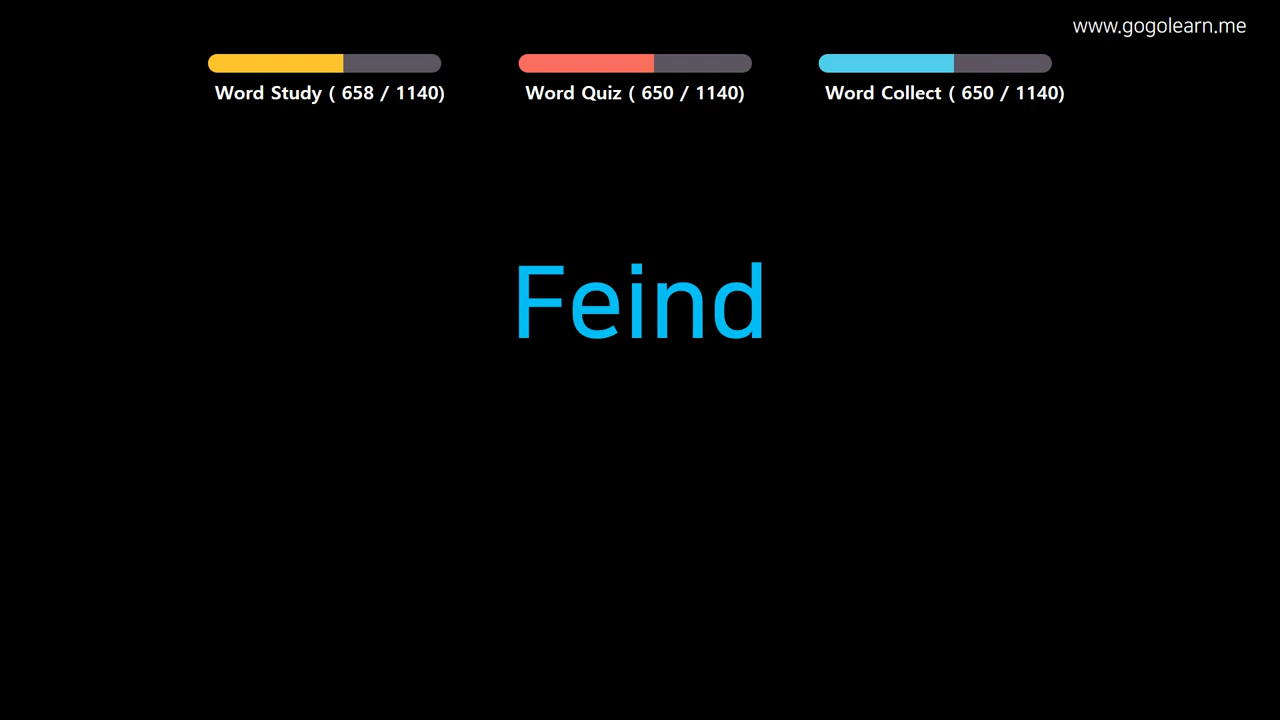 www.gogolearn.me
Word Study ( 658 / 1140)
Word Quiz ( 650 / 1140)
Word Collect ( 650 / 1140)
Feind